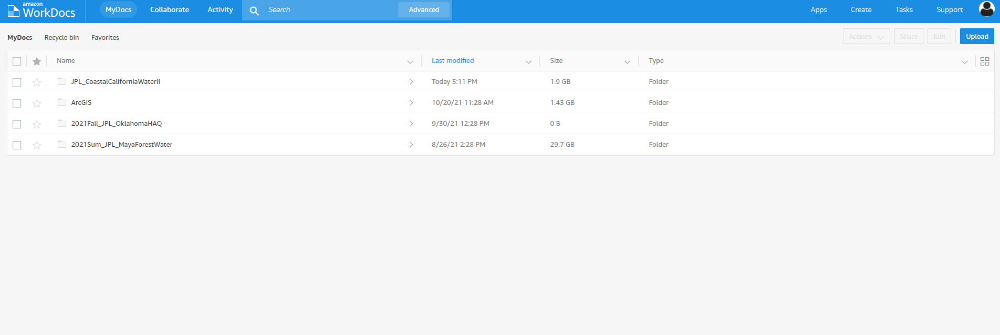 amazon
WorkDocs MyDocs Collaborate Activity Search Advanced Apps Create Tasks Support
MyDocs Recycle bin Favorites Actions Share Edit Upload
Name Last modified Size Type
JPL_CoastalCaliforniaWaterII Today 5:11 PM 1.9 GB Folder
ArcGIS 10/20/21 11:28 AM 1.43 GB Folder
2021Fall_JPL_OklahomaHAQ 9/30/21 12:28 PM 0 B Folder
2021Sum_JPL_MayaForestWater 8/26/21 2:28 PM 29.7 GB Folder